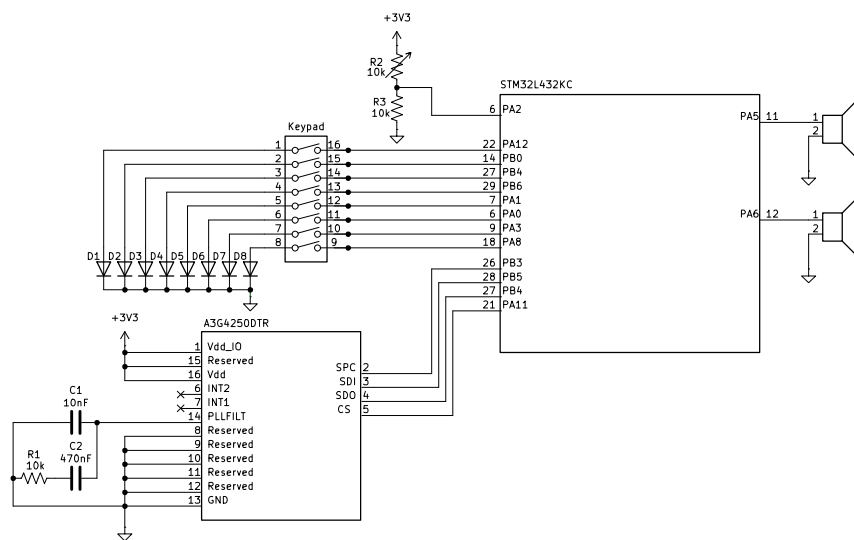 +3V3
R2
10k
R3
10k
STM32L432KC
6 PA2
PA5 11
1
2
Keypad
1 16
2 15
3 14
4 13
5 12
6 11
7 10
8 9
22 PA12
14 PB0
27 PB4
29 PB6
7 PA1
6 PA0
9 PA3
18 PA8
PA6 12
1
2
D1 D2 D3 D4 D5 D6 D7 D8
26 PB3
28 PB5
27 PB4
21 PA11
+3V3
A3G4250DTR
1 Vdd_IO
15 Reserved
16 Vdd
6 INT2
7 INT1
14 PLLFILT
8 Reserved
9 Reserved
10 Reserved
11 Reserved
12 Reserved
13 GND
SPC 2
SDI 3
SDO 4
CS 5
C1
10nF
C2
470nF
R1
10k